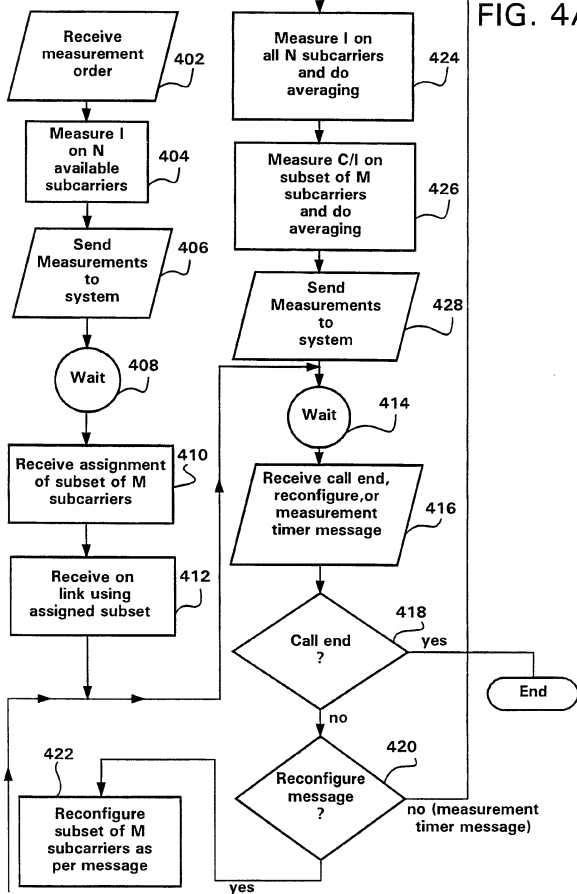 FIG. 4A
Receive
measurement
order
402
Measure I
on N
available
subcarriers
404
Send
Measurements
to
system
406
Wait
408
Receive assignment
of subset of M
subcarriers
410
Receive on
link using
assigned subset
412
422
Reconfigure
subset of M
subcarriers as
per message
Measure I on
all N subcarriers
and do
averaging
424
Measure C/I on
subset of M
subcarriers
and do
averaging
426
Send
Measurements
to
system
428
Wait
414
Receive call end,
reconfigure,or
measurement
timer message
416
Call end
?
418
yes
End
no
Reconfigure
message
?
420
no (measurement
timer message)
yes